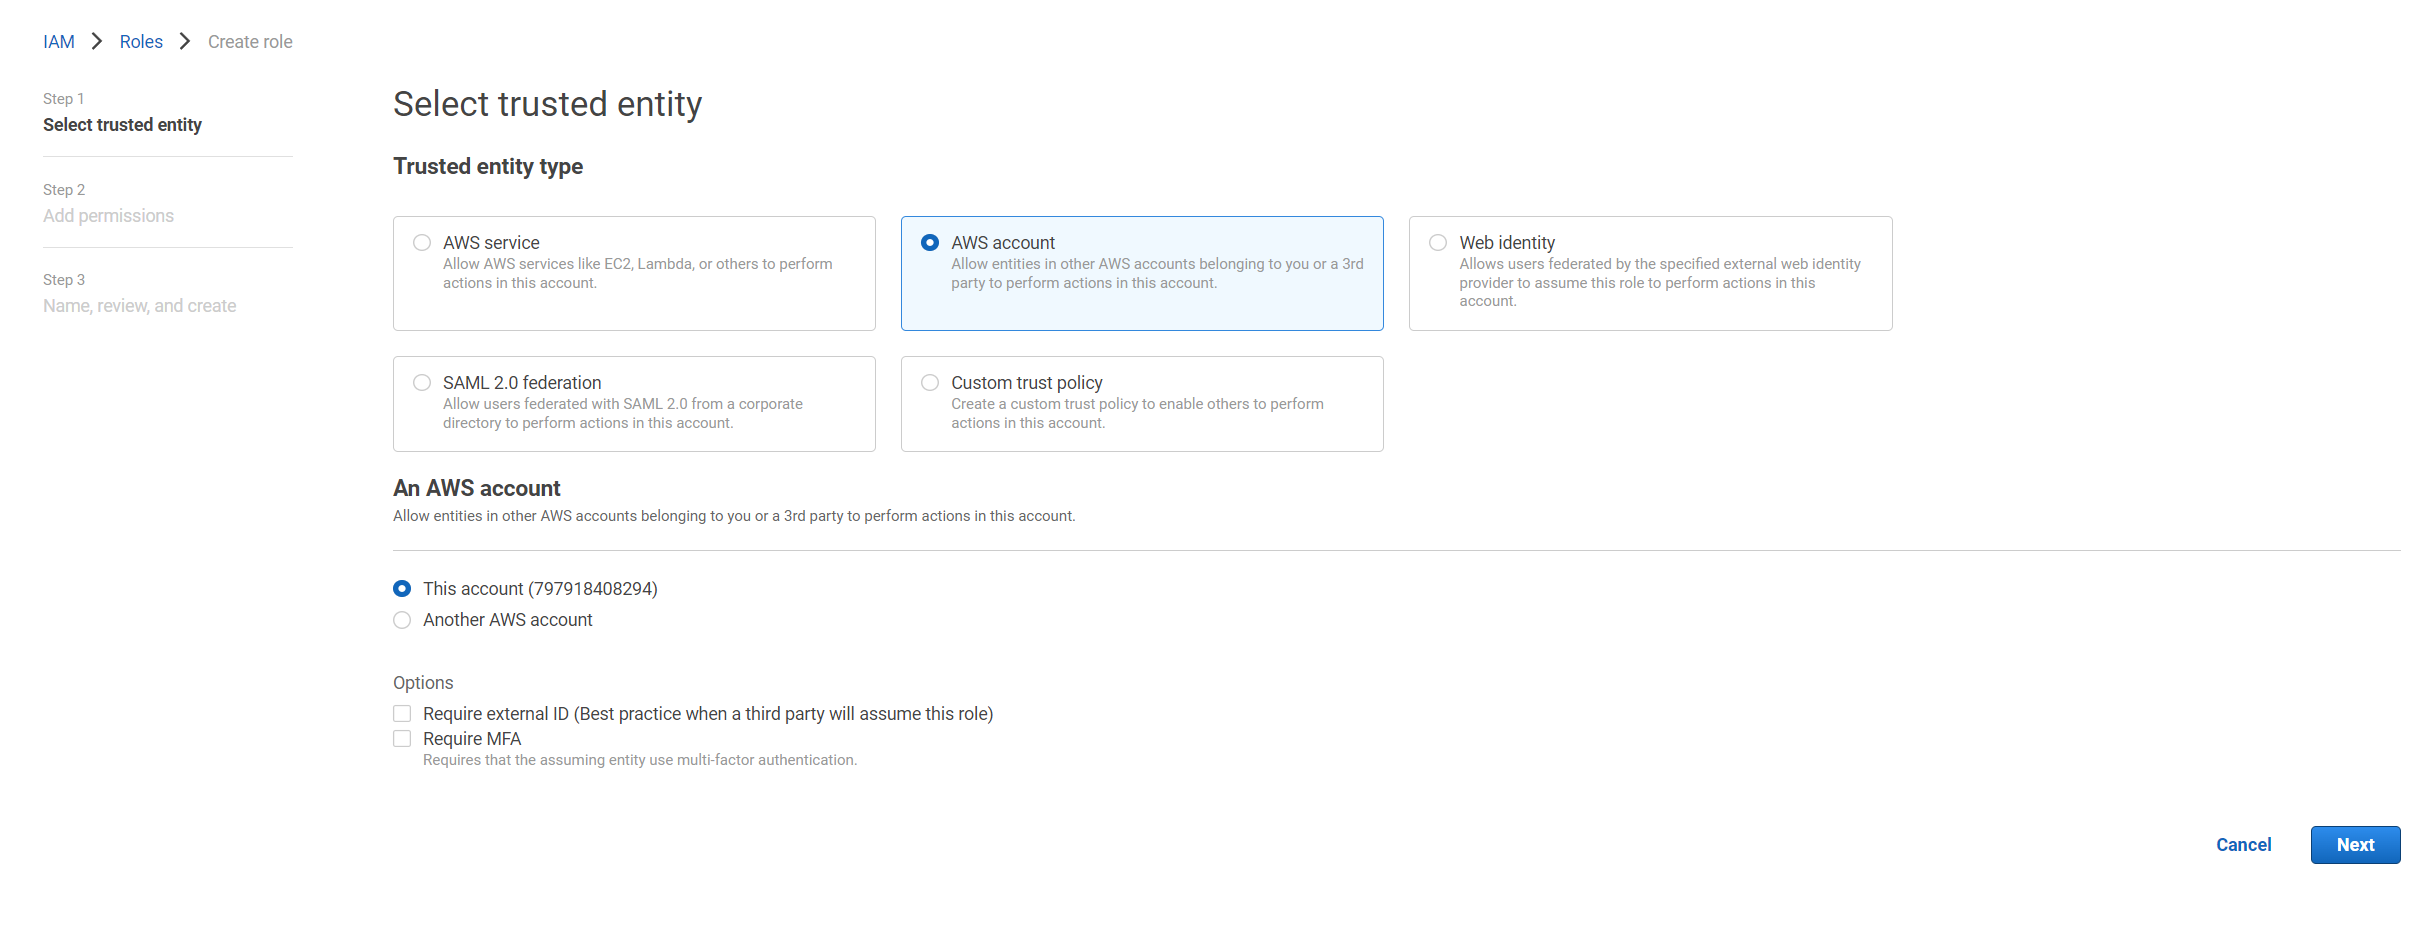 IAM > Roles > Create role
Step 1
Select trusted entity
Step 2
Add permissions
Step 3
Name, review, and create
Select trusted entity
Trusted entity type
AWS service
Allow AWS services like EC2, Lambda, or others to perform
actions in this account.
AWS account
Allow entities in other AWS accounts belonging to you or a 3rd
party to perform actions in this account.
Web identity
Allows users federated by the specified external web identity
provider to assume this role to perform actions in this
account.
SAML 2.0 federation
Allow users federated with SAML 2.0 from a corporate
directory to perform actions in this account.
Custom trust policy
Create a custom trust policy to enable others to perform
actions in this account.
An AWS account
Allow entities in other AWS accounts belonging to you or a 3rd party to perform actions in this account.
This account (797918408294)
Another AWS account
Options
Require external ID (Best practice when a third party will assume this role)
Require MFA
Requires that the assuming entity use multi-factor authentication.
Cancel
Next